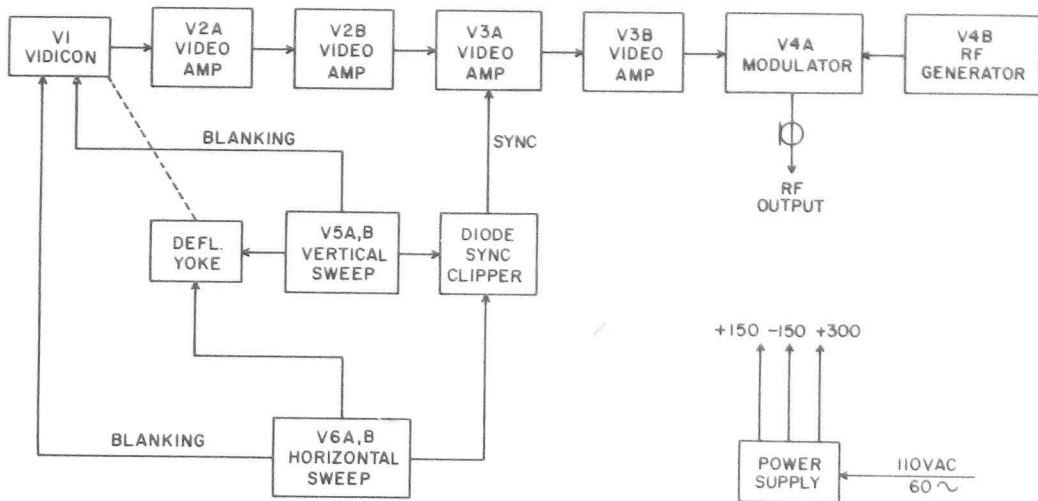 V1
VIDICON
V2A
VIDEO
AMP
V2B
VIDEO
AMP
V3A
VIDEO
AMP
V3B
VIDEO
AMP
V4A
MODULATOR
V4B
RF
GENERATOR
BLANKING
SYNC
RF
OUTPUT
DEFL.
YOKE
V5A,B
VERTICAL
SWEEP
DIODE
SYNC
CLIPPER
+150 -150 +300
BLANKING
V6A,B
HORIZONTAL
SWEEP
POWER
SUPPLY
110VAC
60~